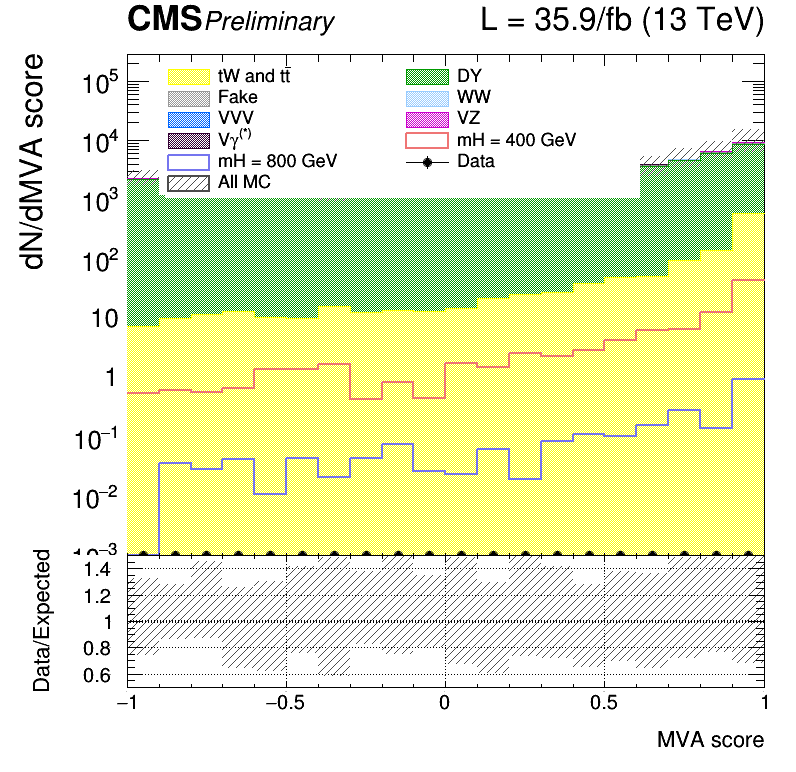 CMS Preliminary L = 35.9/fb (13 TeV)
dN/dMVA score
10⁵
10⁴
10³
10²
10
1
10⁻¹
10⁻²
10⁻³
tW and tt̄
DY
Fake
WW
VVV
VZ
Vγ⁽*⁾
mH = 400 GeV
mH = 800 GeV
Data
All MC
Data/Expected
1.4
1.2
1
0.8
0.6
−1 −0.5 0 0.5 1
MVA score